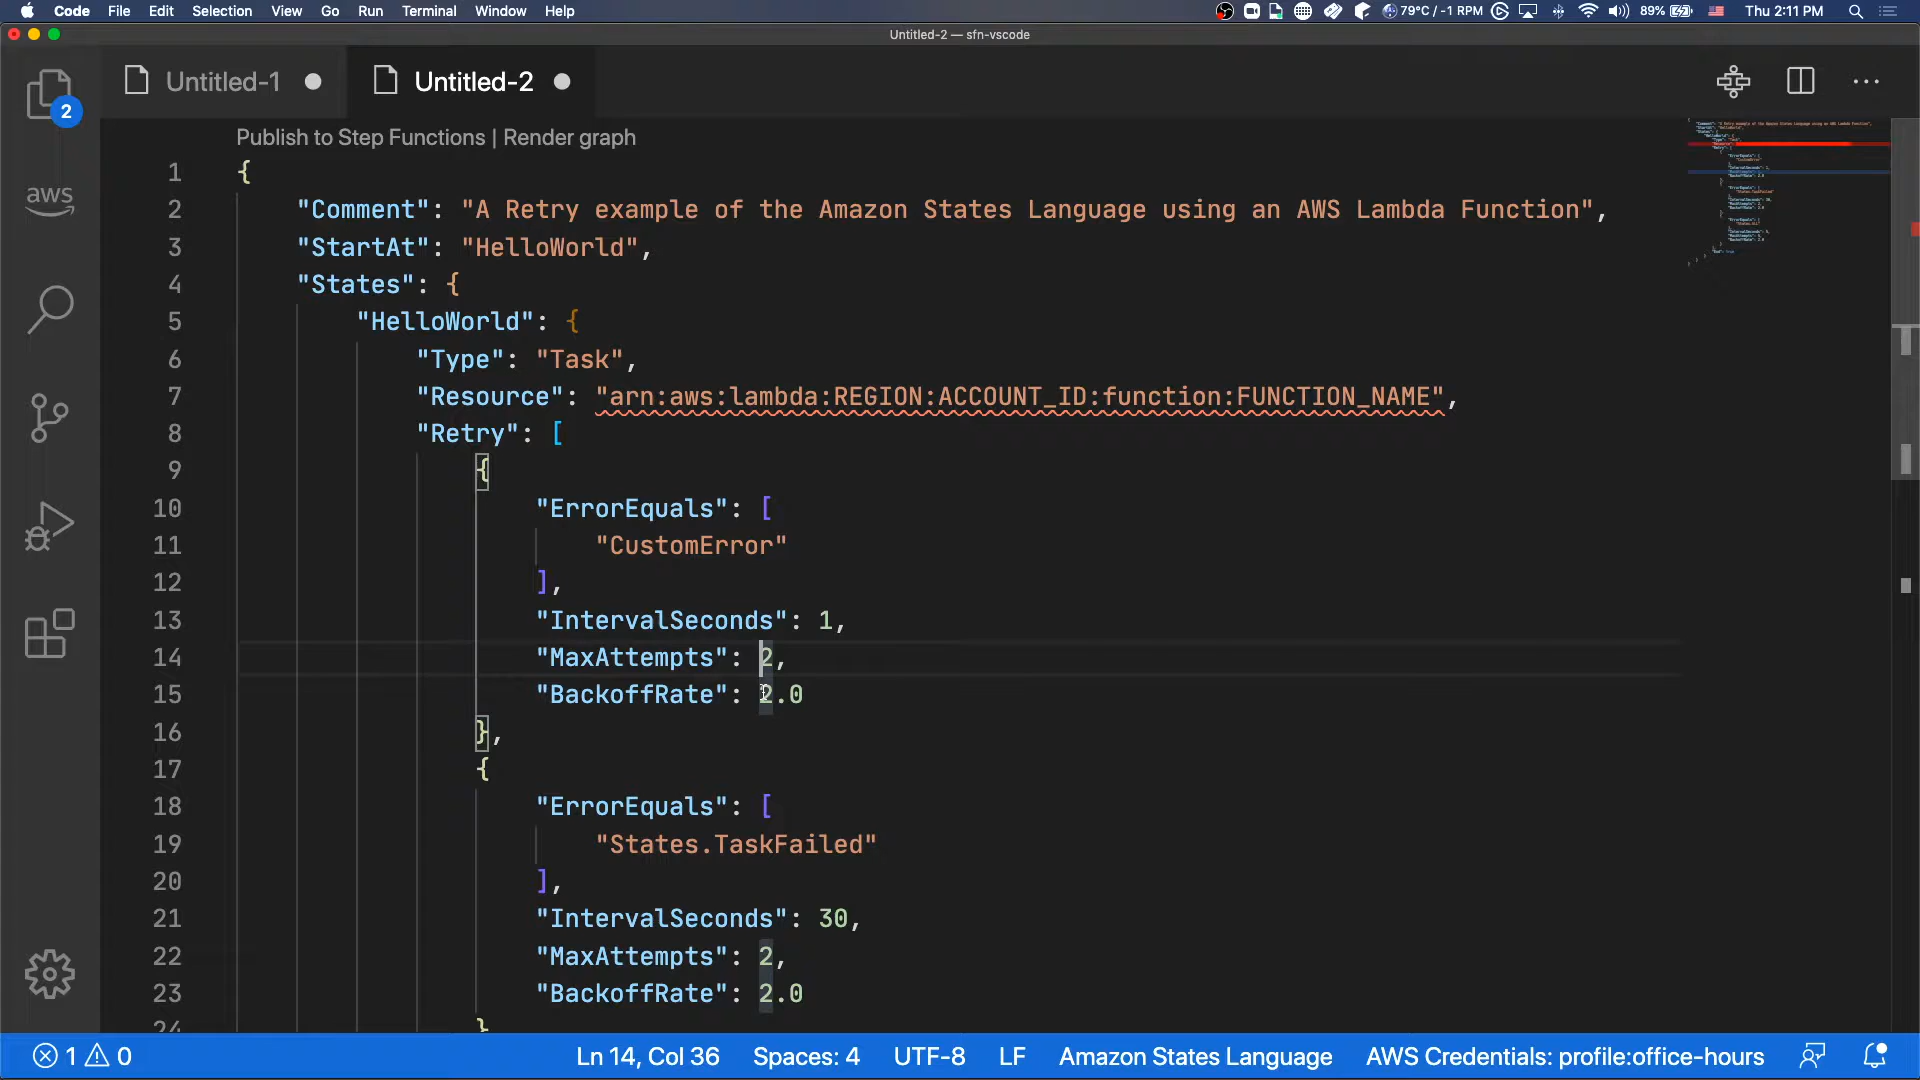 Code File Edit Selection View Go Run Terminal Window Help 79°C / -1 RPM 89% Thu 2:11 PM
Untitled-2 — sfn-vscode
2 Untitled-1 Untitled-2
Publish to Step Functions | Render graph
aws
1 {
2 "Comment": "A Retry example of the Amazon States Language using an AWS Lambda Function",
3 "StartAt": "HelloWorld",
4 "States": {
5 "HelloWorld": {
6 "Type": "Task",
7 "Resource": "arn:aws:lambda:REGION:ACCOUNT_ID:function:FUNCTION_NAME",
8 "Retry": [
9 {
10 "ErrorEquals": [
11 "CustomError"
12 ],
13 "IntervalSeconds": 1,
14 "MaxAttempts": 2,
15 "BackoffRate": 2.0
16 },
17 {
18 "ErrorEquals": [
19 "States.TaskFailed"
20 ],
21 "IntervalSeconds": 30,
22 "MaxAttempts": 2,
23 "BackoffRate": 2.0
24 }
1 0 Ln 14, Col 36 Spaces: 4 UTF-8 LF Amazon States Language AWS Credentials: profile:office-hours